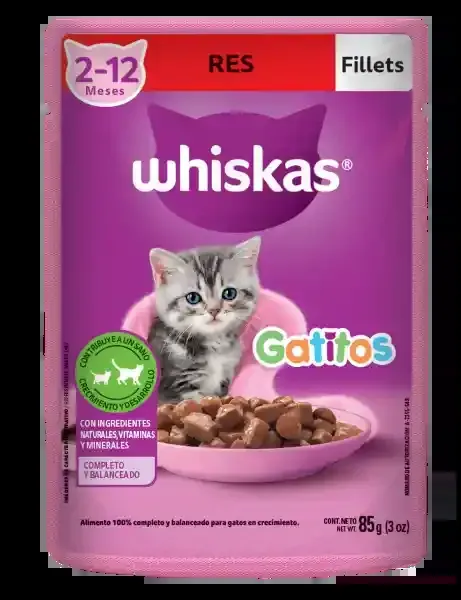 2-12
Meses
RES
Fillets
whiskas®
Gatitos
CONTRIBUYE A UN SANO
CRECIMIENTO Y DESARROLLO
CON INGREDIENTES
NATURALES, VITAMINAS
Y MINERALES
COMPLETO
Y BALANCEADO
Alimento 100% completo y balanceado para gatos en crecimiento.
CONT. NETO
NET WT.
85g (3 oz)